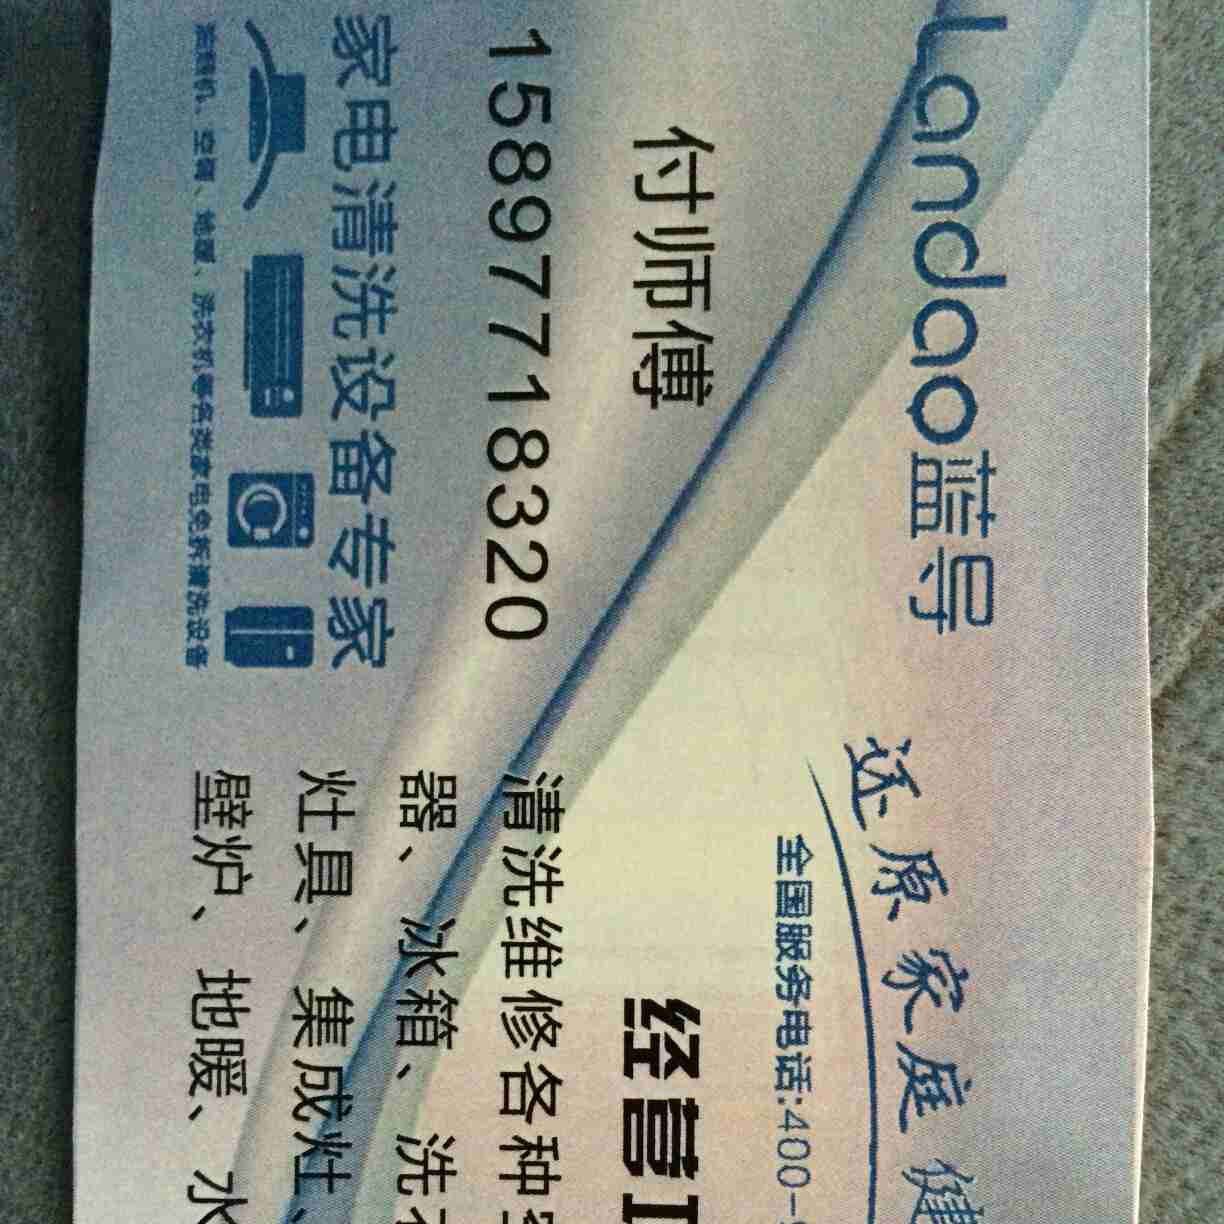 Landao蓝导
还原家庭健
全国服务电话:400-
付师傅
15897718320
经营
家电清洗设备专家
油烟机、空调、地暖、洗衣机等各类家电免拆清洗设备
清洗维修各种
器、冰箱、洗衣
灶具、集成灶、
壁炉、地暖、水